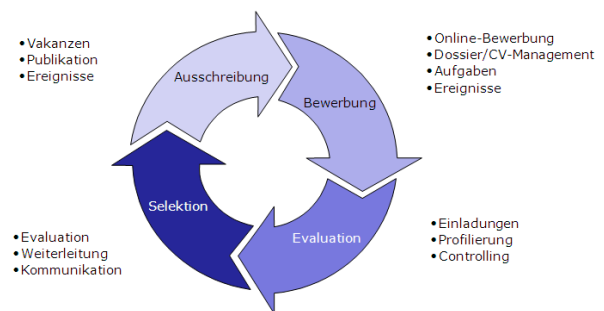 • Vakanzen
• Publikation
• Ereignisse
Ausschreibung
• Online-Bewerbung
• Dossier/CV-Management
• Aufgaben
• Ereignisse
Bewerbung
Selektion
Evaluation
• Evaluation
• Weiterleitung
• Kommunikation
• Einladungen
• Profilierung
• Controlling